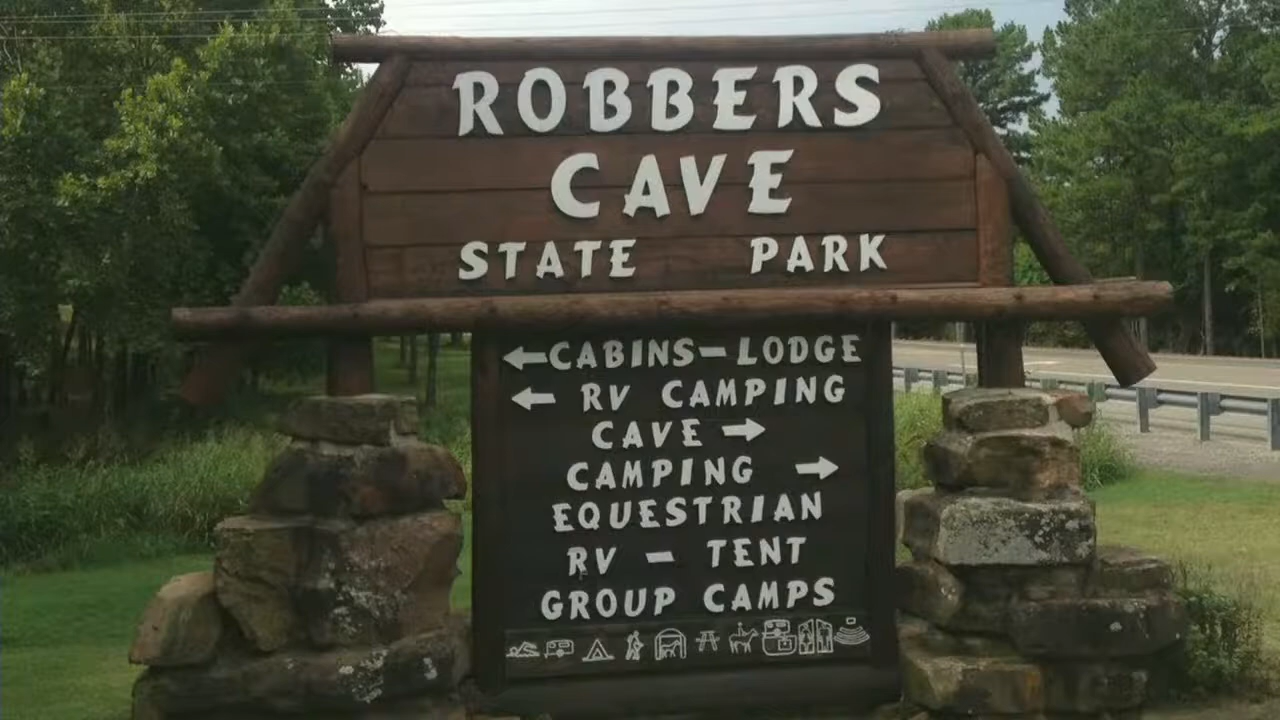 ROBBERS
CAVE
STATE PARK
←CABINS–LODGE
← RV CAMPING
CAVE →
CAMPING →
EQUESTRIAN
RV – TENT
GROUP CAMPS